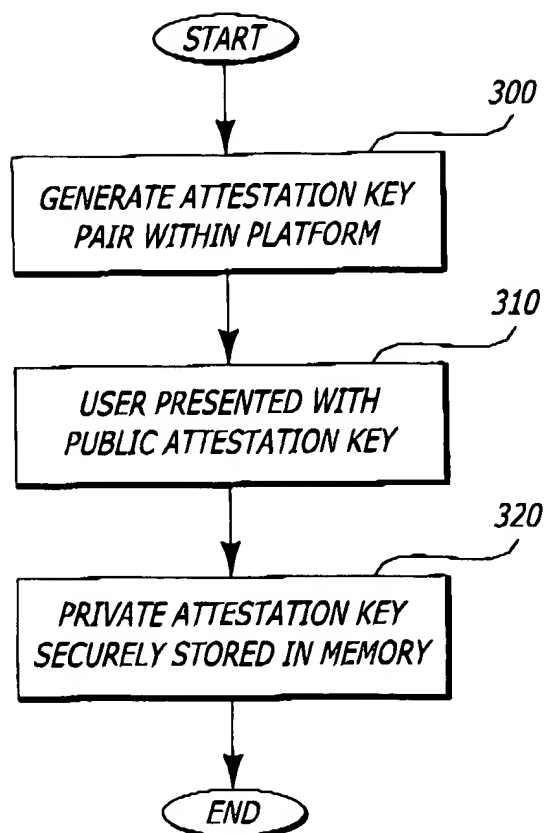 START
300
GENERATE ATTESTATION KEY
PAIR WITHIN PLATFORM
310
USER PRESENTED WITH
PUBLIC ATTESTATION KEY
320
PRIVATE ATTESTATION KEY
SECURELY STORED IN MEMORY
END